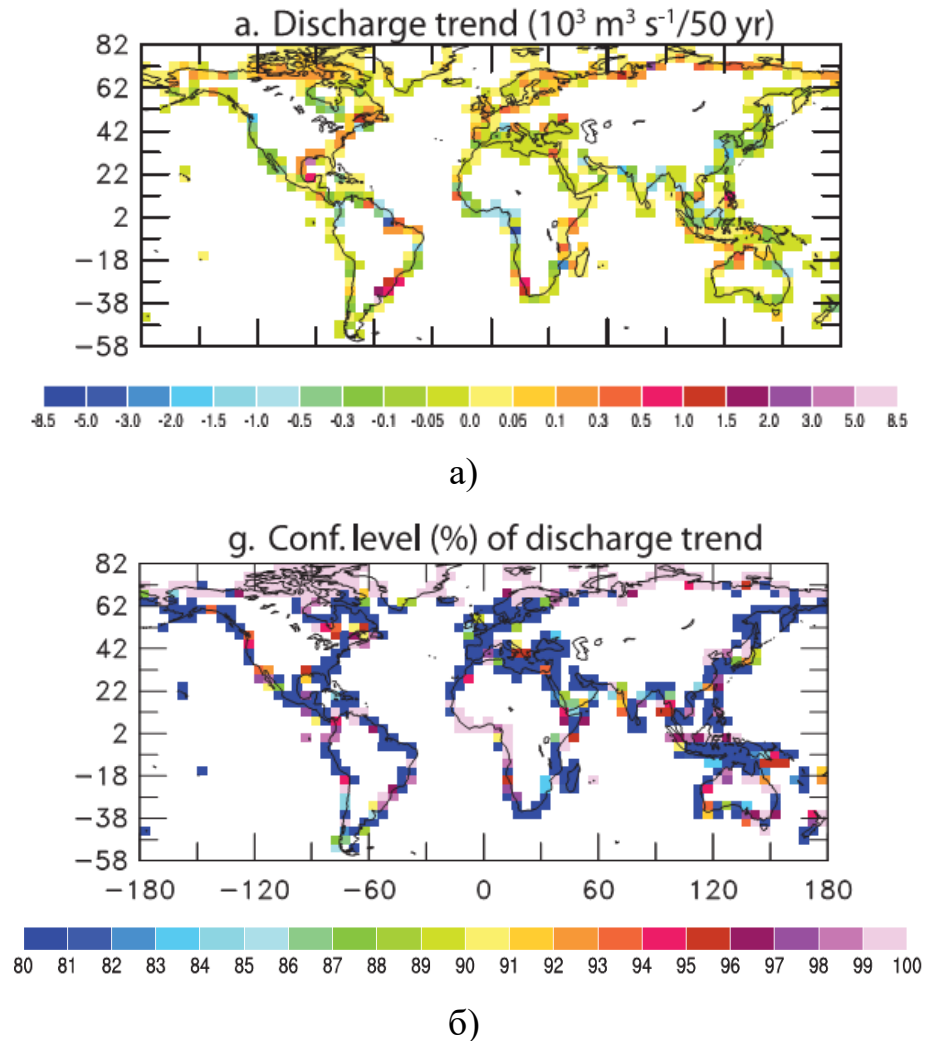 a. Discharge trend (10³ m³ s⁻¹/50 yr)
82
62
42
22
2
−18
−38
−58
-8.5 -5.0 -3.0 -2.0 -1.5 -1.0 -0.5 -0.3 -0.1 -0.05 0.0 0.05 0.1 0.3 0.5 1.0 1.5 2.0 3.0 5.0 8.5
а)
g. Conf. level (%) of discharge trend
82
62
42
22
2
−18
−38
−58
−180 −120 −60 0 60 120 180
80 81 82 83 84 85 86 87 88 89 90 91 92 93 94 95 96 97 98 99 100
б)